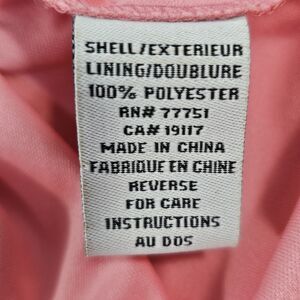 SHELL/EXTERIEUR
LINING/DOUBLURE
100% POLYESTER
RN# 77751
CA# 19117
MADE IN CHINA
FABRIQUE EN CHINE
REVERSE
FOR CARE
INSTRUCTIONS
AU DOS